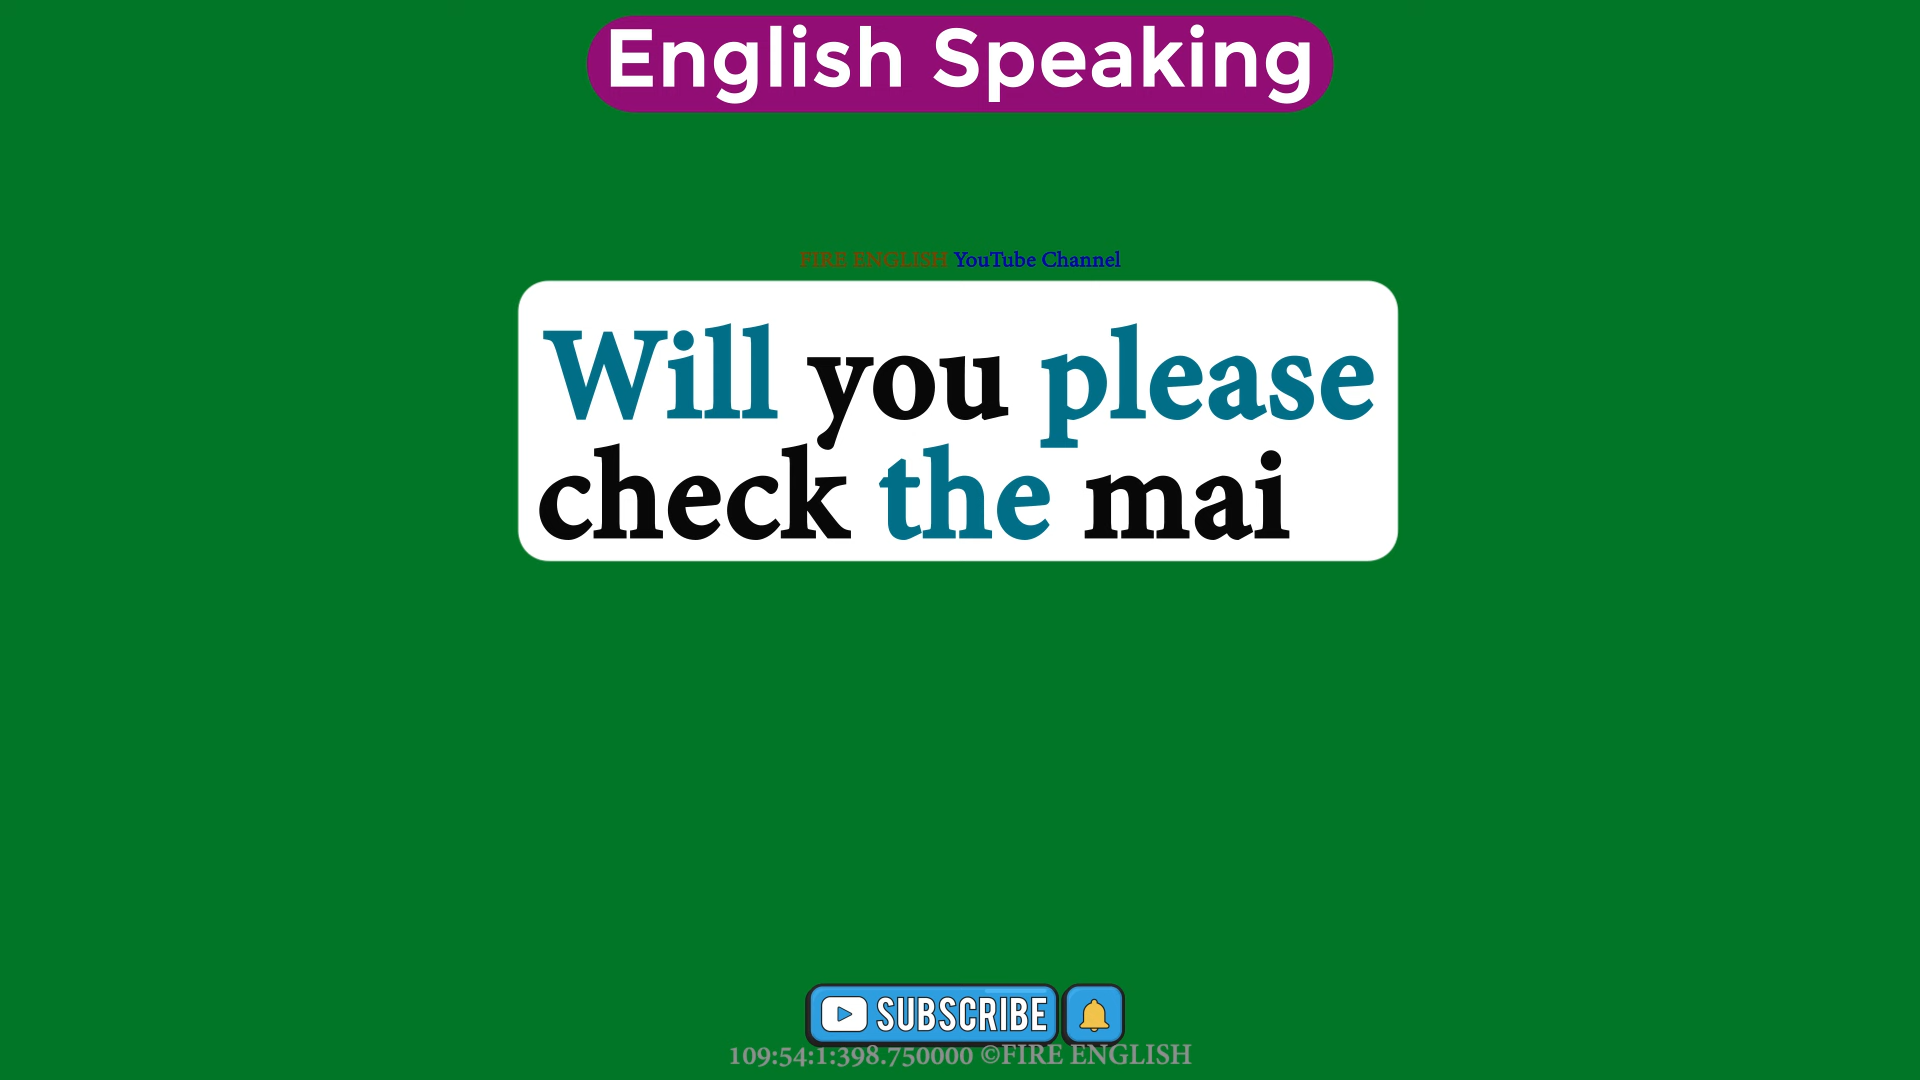 English Speaking
FIRE ENGLISH YouTube Channel
Will you please
check the mai
SUBSCRIBE
109:54:1:398.750000 ©FIRE ENGLISH